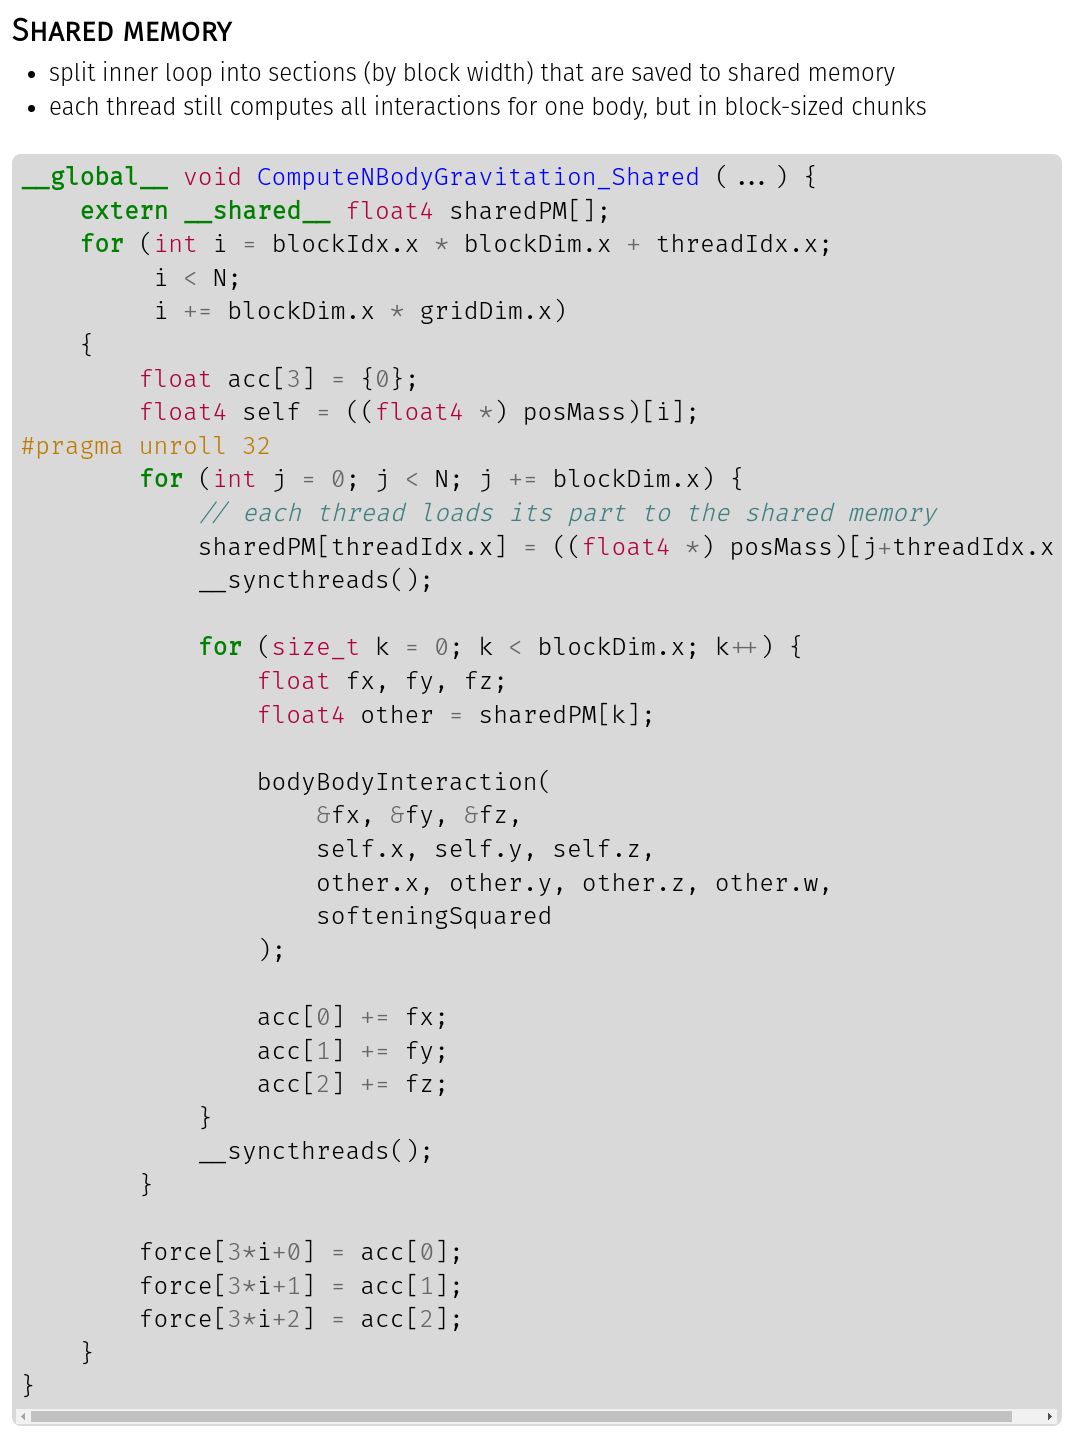 Shared memory
• split inner loop into sections (by block width) that are saved to shared memory
• each thread still computes all interactions for one body, but in block-sized chunks
__global__ void ComputeNBodyGravitation_Shared (...) {
    extern __shared__ float4 sharedPM[];
    for (int i = blockIdx.x * blockDim.x + threadIdx.x;
         i < N;
         i += blockDim.x * gridDim.x)
    {
        float acc[3] = {0};
        float4 self = ((float4 *) posMass)[i];
#pragma unroll 32
        for (int j = 0; j < N; j += blockDim.x) {
            // each thread loads its part to the shared memory
            sharedPM[threadIdx.x] = ((float4 *) posMass)[j+threadIdx.x
            __syncthreads();
            for (size_t k = 0; k < blockDim.x; k++) {
                float fx, fy, fz;
                float4 other = sharedPM[k];
                bodyBodyInteraction(
                    &fx, &fy, &fz,
                    self.x, self.y, self.z,
                    other.x, other.y, other.z, other.w,
                    softeningSquared
                );
                acc[0] += fx;
                acc[1] += fy;
                acc[2] += fz;
            }
            __syncthreads();
        }
        force[3*i+0] = acc[0];
        force[3*i+1] = acc[1];
        force[3*i+2] = acc[2];
    }
}